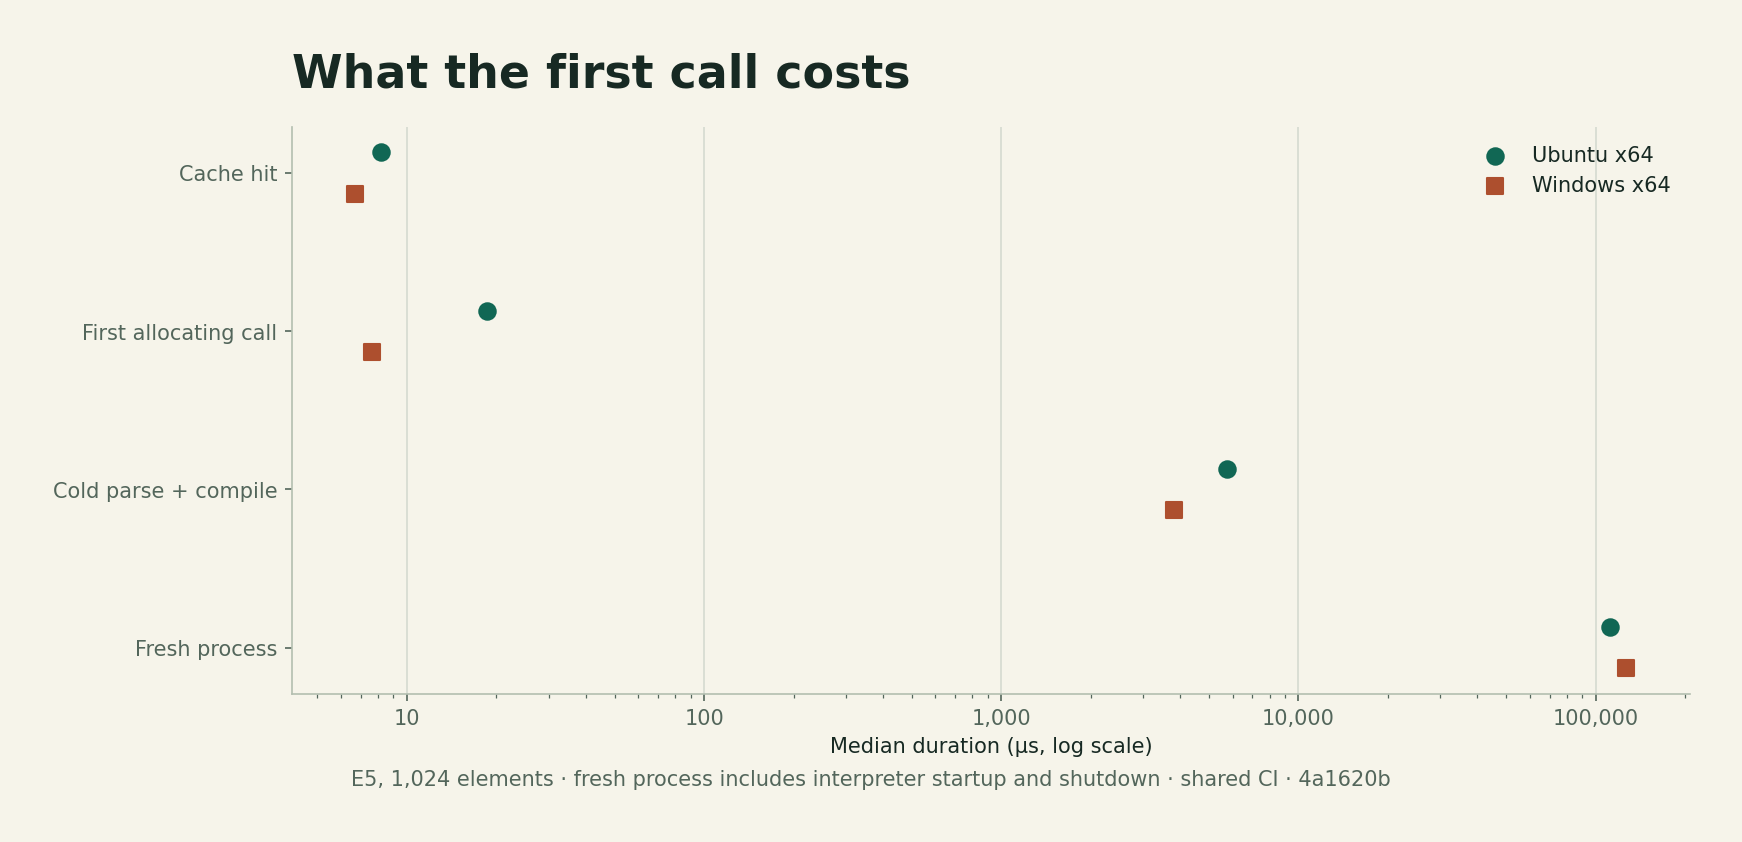 What the first call costs
Cache hit
First allocating call
Cold parse + compile
Fresh process
Ubuntu x64
Windows x64
10
100
1,000
10,000
100,000
Median duration (µs, log scale)
E5, 1,024 elements · fresh process includes interpreter startup and shutdown · shared CI · 4a1620b